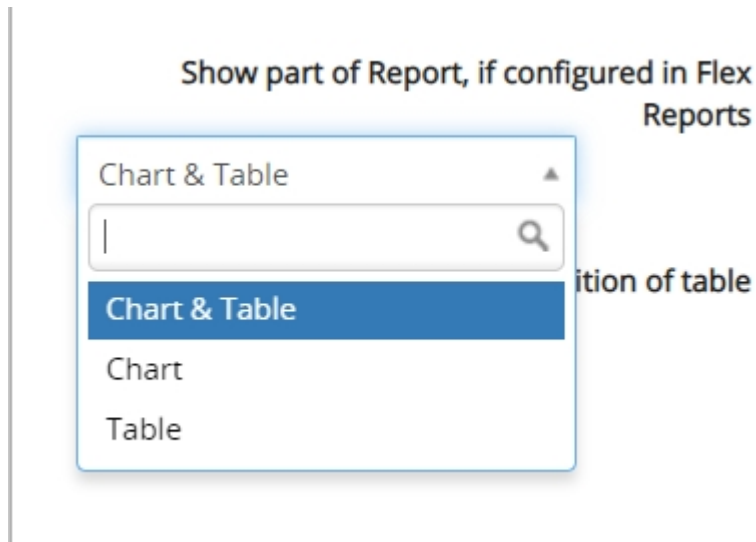 Show part of Report, if configured in Flex
Reports
Chart & Table
Chart & Table
ition of table
Chart
Table